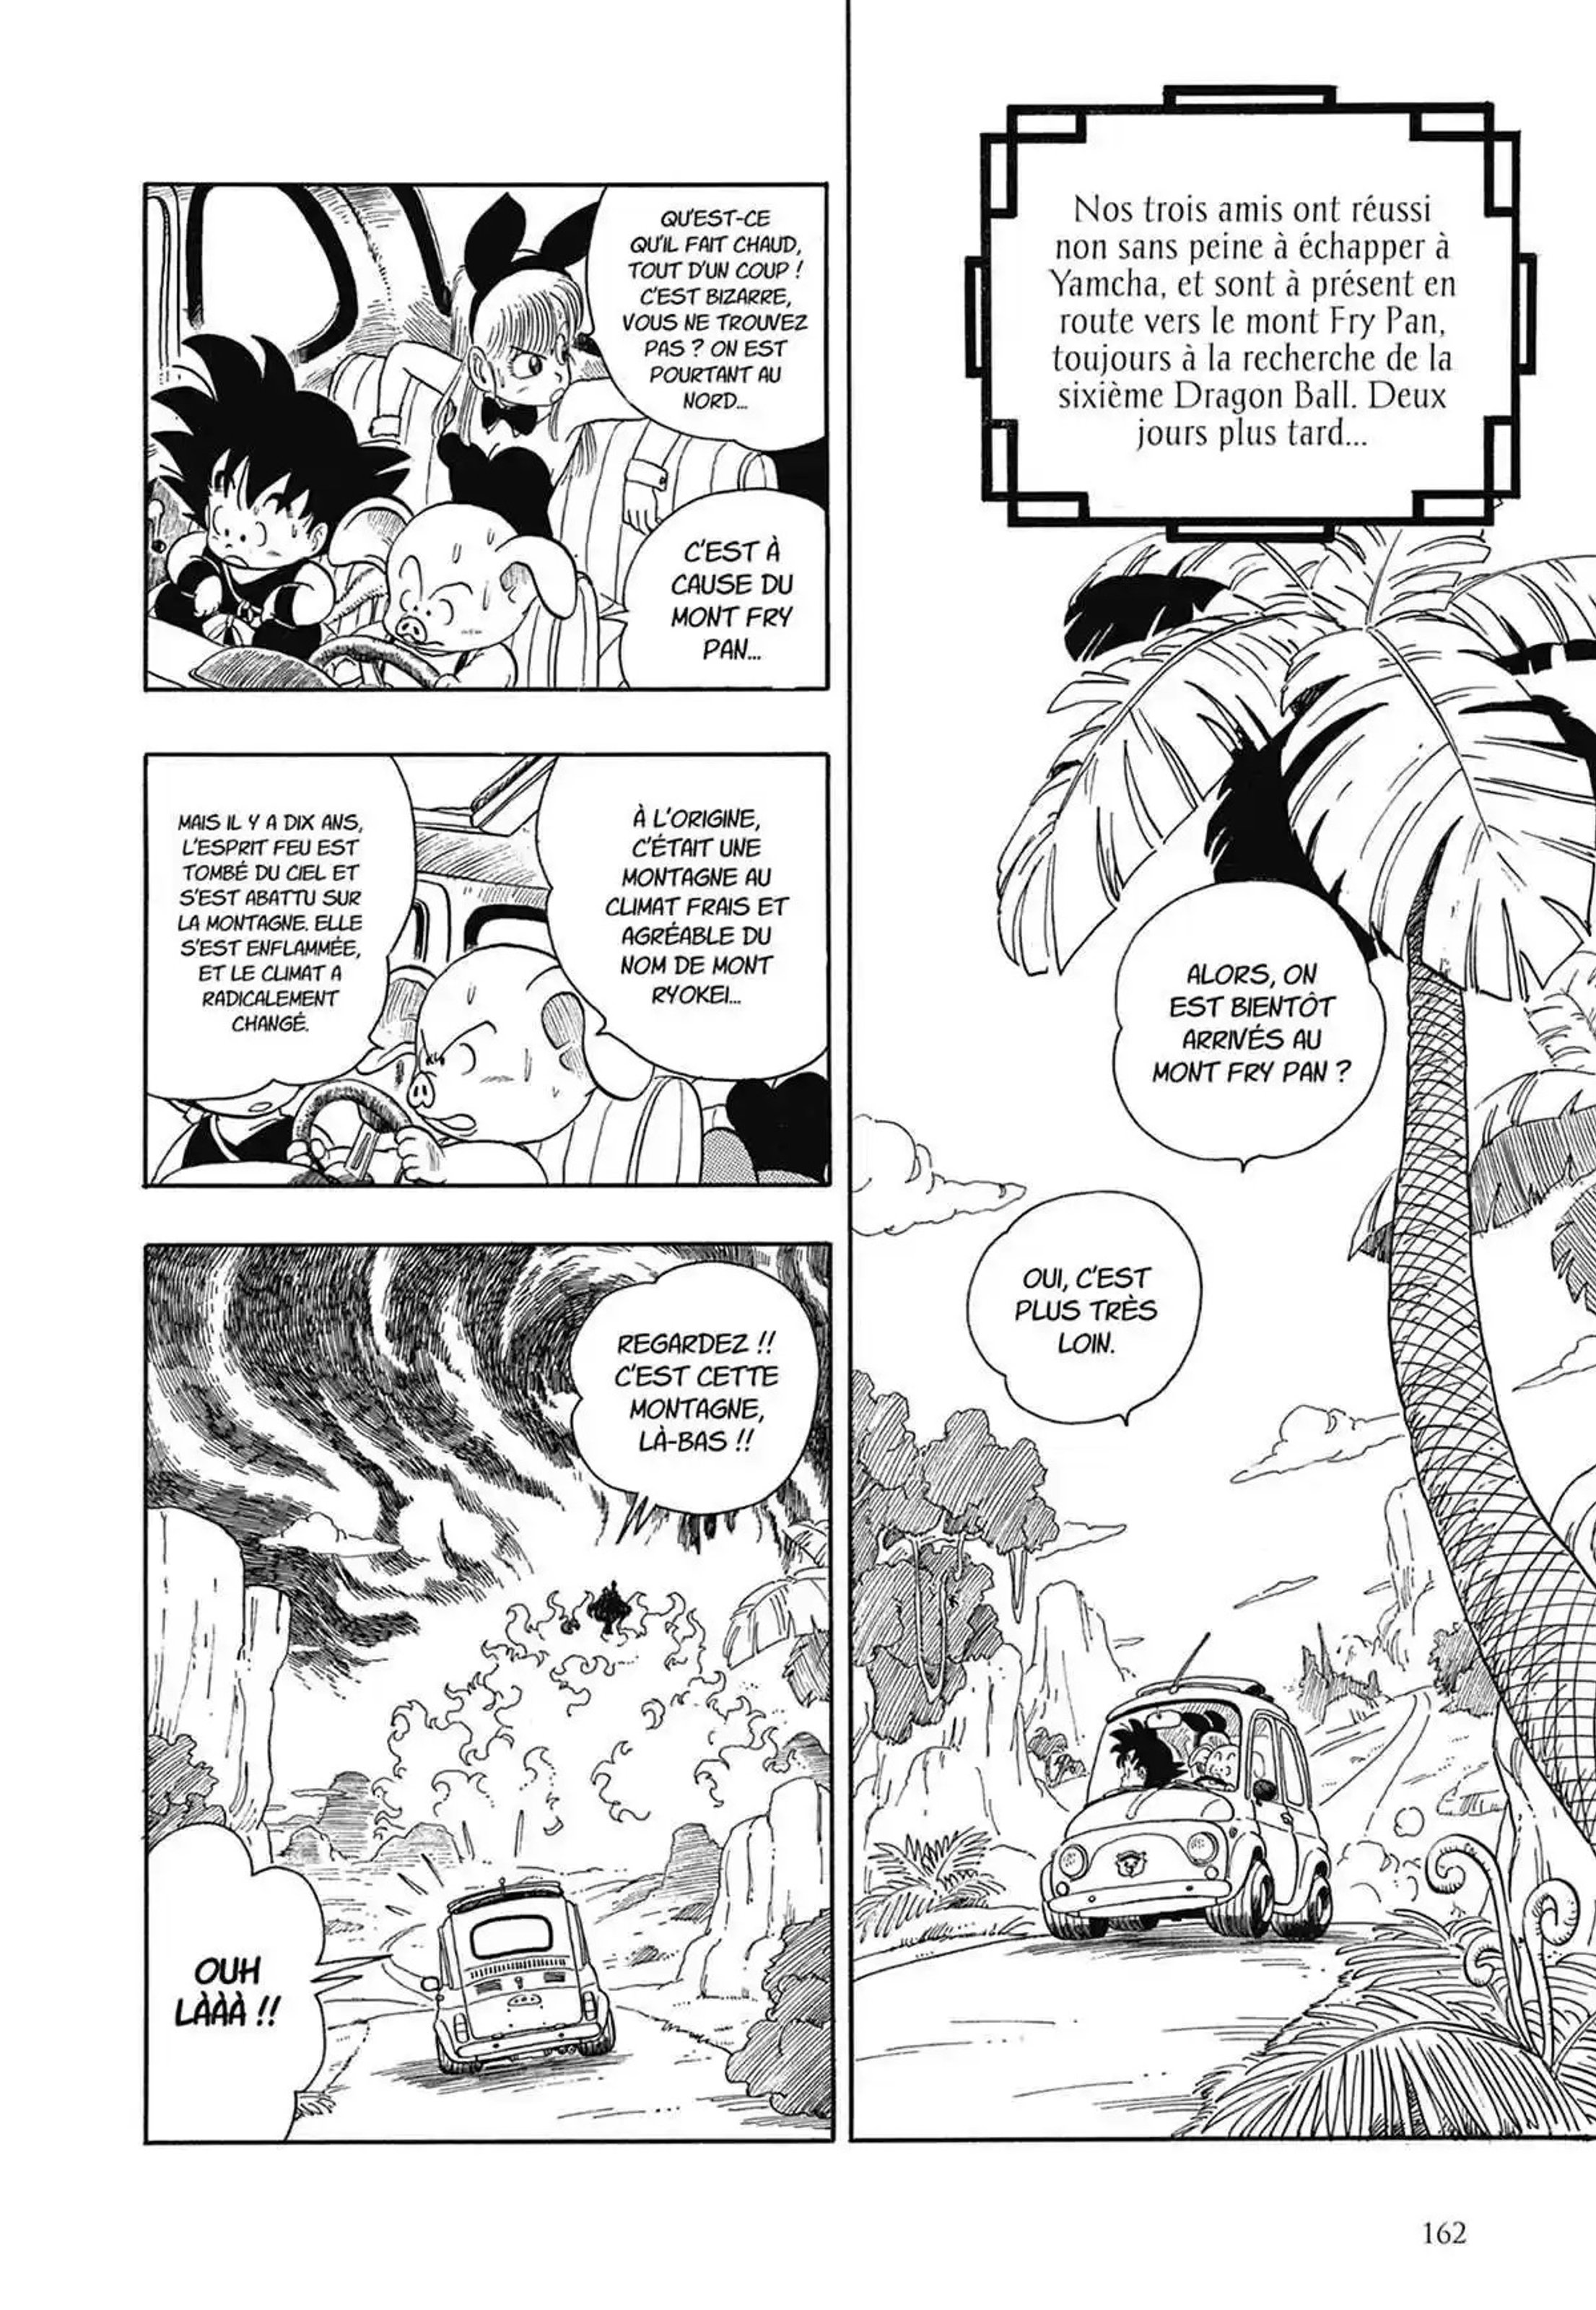 Nos trois amis ont réussi
non sans peine à échapper à
Yamcha, et sont à présent en
route vers le mont Fry Pan,
toujours à la recherche de la
sixième Dragon Ball. Deux
jours plus tard...
ALORS, ON
EST BIENTÔT
ARRIVÉS AU
MONT FRY PAN ?
OUI, C'EST
PLUS TRÈS
LOIN.
QU'EST-CE
QU'IL FAIT CHAUD,
TOUT D'UN COUP !
C'EST BIZARRE,
VOUS NE TROUVEZ
PAS ? ON EST
POURTANT AU
NORD...
C'EST À
CAUSE DU
MONT FRY
PAN...
À L'ORIGINE,
C'ÉTAIT UNE
MONTAGNE AU
CLIMAT FRAIS ET
AGRÉABLE DU
NOM DE MONT
RYOKEI...
MAIS IL Y A DIX ANS,
L'ESPRIT FEU EST
TOMBÉ DU CIEL ET
S'EST ABATTU SUR
LA MONTAGNE. ELLE
S'EST ENFLAMMÉE,
ET LE CLIMAT A
RADICALEMENT
CHANGÉ.
REGARDEZ !!
C'EST CETTE
MONTAGNE,
LÀ-BAS !!
OUH
LÀÀÀ !!
162